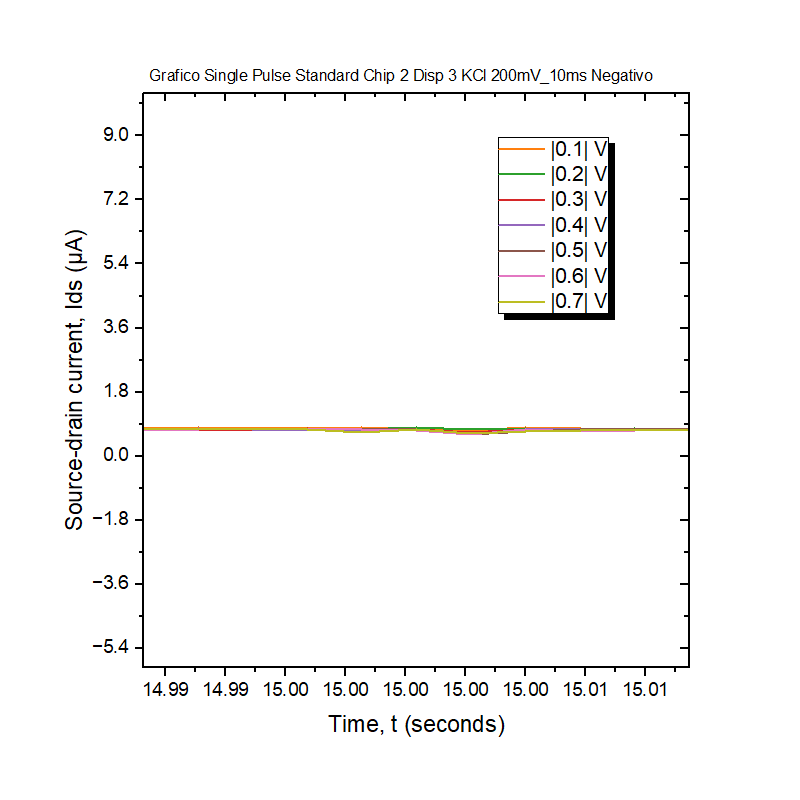 Grafico Single Pulse Standard Chip 2 Disp 3 KCl 200mV_10ms Negativo
|0.1| V
|0.2| V
|0.3| V
|0.4| V
|0.5| V
|0.6| V
|0.7| V
Source-drain current, Ids (μA)
9.0
7.2
5.4
3.6
1.8
0.0
−1.8
−3.6
−5.4
14.99 14.99 15.00 15.00 15.00 15.00 15.00 15.01 15.01
Time, t (seconds)